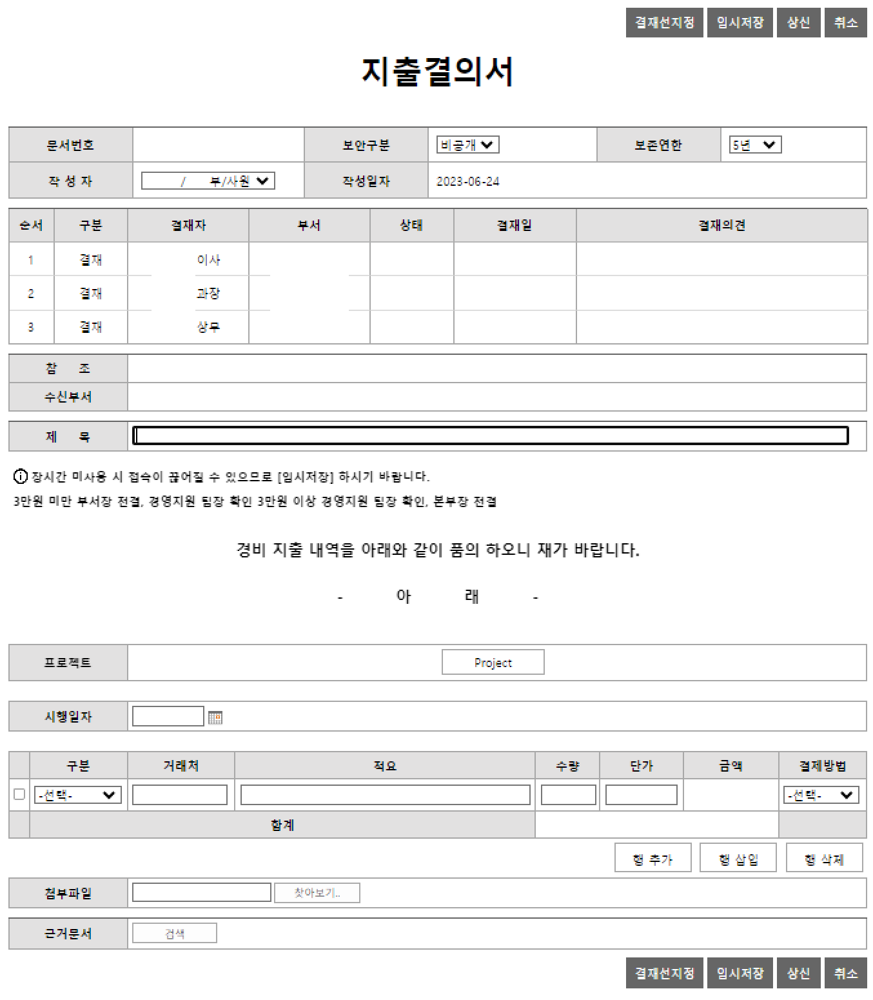 결재선지정 임시저장 상신 취소
지출결의서
문서번호 보안구분 비공개 보존연한 5년
작 성 자 / 부/사원 작성일자 2023-06-24
순서 구분 결재자 부서 상태 결재일 결재의견
1 결재 이사
2 결재 과장
3 결재 상무
참 조
수신부서
제 목
장시간 미사용 시 접속이 끊어질 수 있으므로 [임시저장] 하시기 바랍니다.
3만원 미만 부서장 전결, 경영지원 팀장 확인 3만원 이상 경영지원 팀장 확인, 본부장 전결
경비 지출 내역을 아래와 같이 품의 하오니 재가 바랍니다.
- 아 래 -
프로젝트 Project
시행일자
구분 거래처 적요 수량 단가 금액 결제방법
-선택- -선택-
합계
행 추가 행 삽입 행 삭제
첨부파일 찾아보기..
근거문서 검색
결재선지정 임시저장 상신 취소